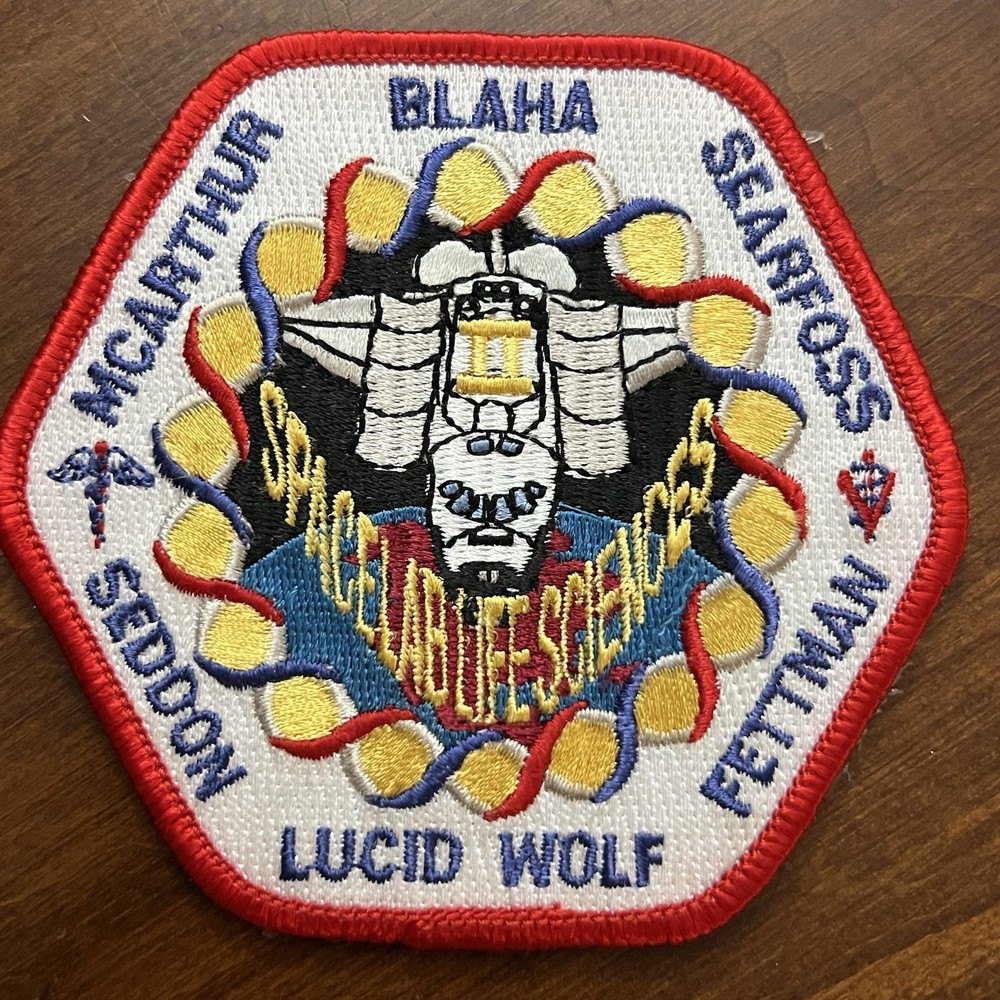 BLAHA
SEARFOSS
FETTMAN
LUCID WOLF
SEDDON
MCARTHUR
II
SPACELAB LIFE SCIENCES